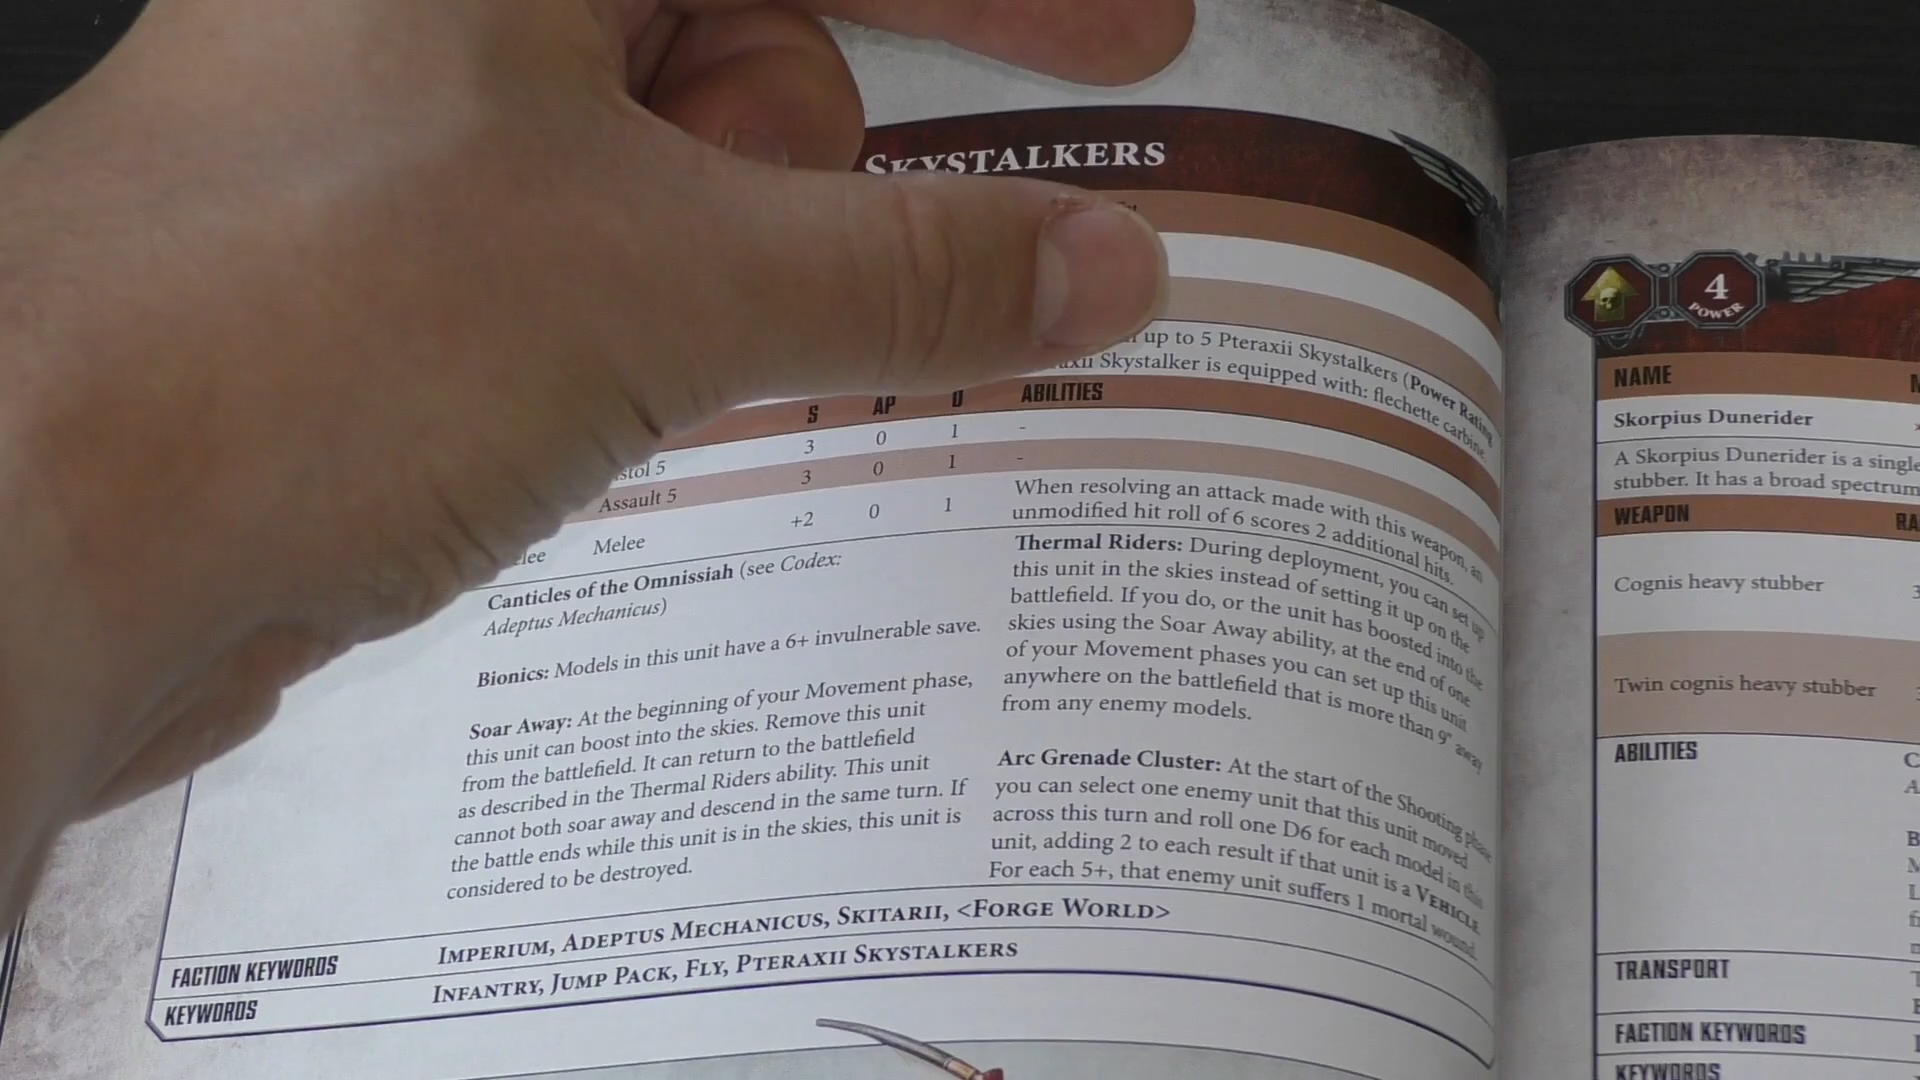 SKYSTALKERS
up to 5 Pteraxii Skystalkers (Power Rating
Skystalker is equipped with: flechette carbine
S AP D ABILITIES
5 3 0 1 -
Assault 5 3 0 1 -
Melee +2 0 1
When resolving an attack made with this weapon, an
unmodified hit roll of 6 scores 2 additional hits.
Canticles of the Omnissiah (see Codex:
Adeptus Mechanicus)
Bionics: Models in this unit have a 6+ invulnerable save.
Soar Away: At the beginning of your Movement phase,
this unit can boost into the skies. Remove this unit
from the battlefield. It can return to the battlefield
as described in the Thermal Riders ability. This unit
cannot both soar away and descend in the same turn. If
the battle ends while this unit is in the skies, this unit is
considered to be destroyed.
Thermal Riders: During deployment, you can set up
this unit in the skies instead of setting it up on the
battlefield. If you do, or the unit has boosted into the
skies using the Soar Away ability, at the end of one
of your Movement phases you can set up this unit
anywhere on the battlefield that is more than 9" away
from any enemy models.
Arc Grenade Cluster: At the start of the Shooting phase
you can select one enemy unit that this unit moved
across this turn and roll one D6 for each model in this
unit, adding 2 to each result if that unit is a VEHICLE.
For each 5+, that enemy unit suffers 1 mortal wound.
FACTION KEYWORDS IMPERIUM, ADEPTUS MECHANICUS, SKITARII, <FORGE WORLD>
KEYWORDS INFANTRY, JUMP PACK, FLY, PTERAXII SKYSTALKERS
4
POWER
NAME
Skorpius Dunerider
A Skorpius Dunerider is a single
stubber. It has a broad spectrum
WEAPON
Cognis heavy stubber
Twin cognis heavy stubber
ABILITIES
TRANSPORT
FACTION KEYWORDS
KEYWORDS